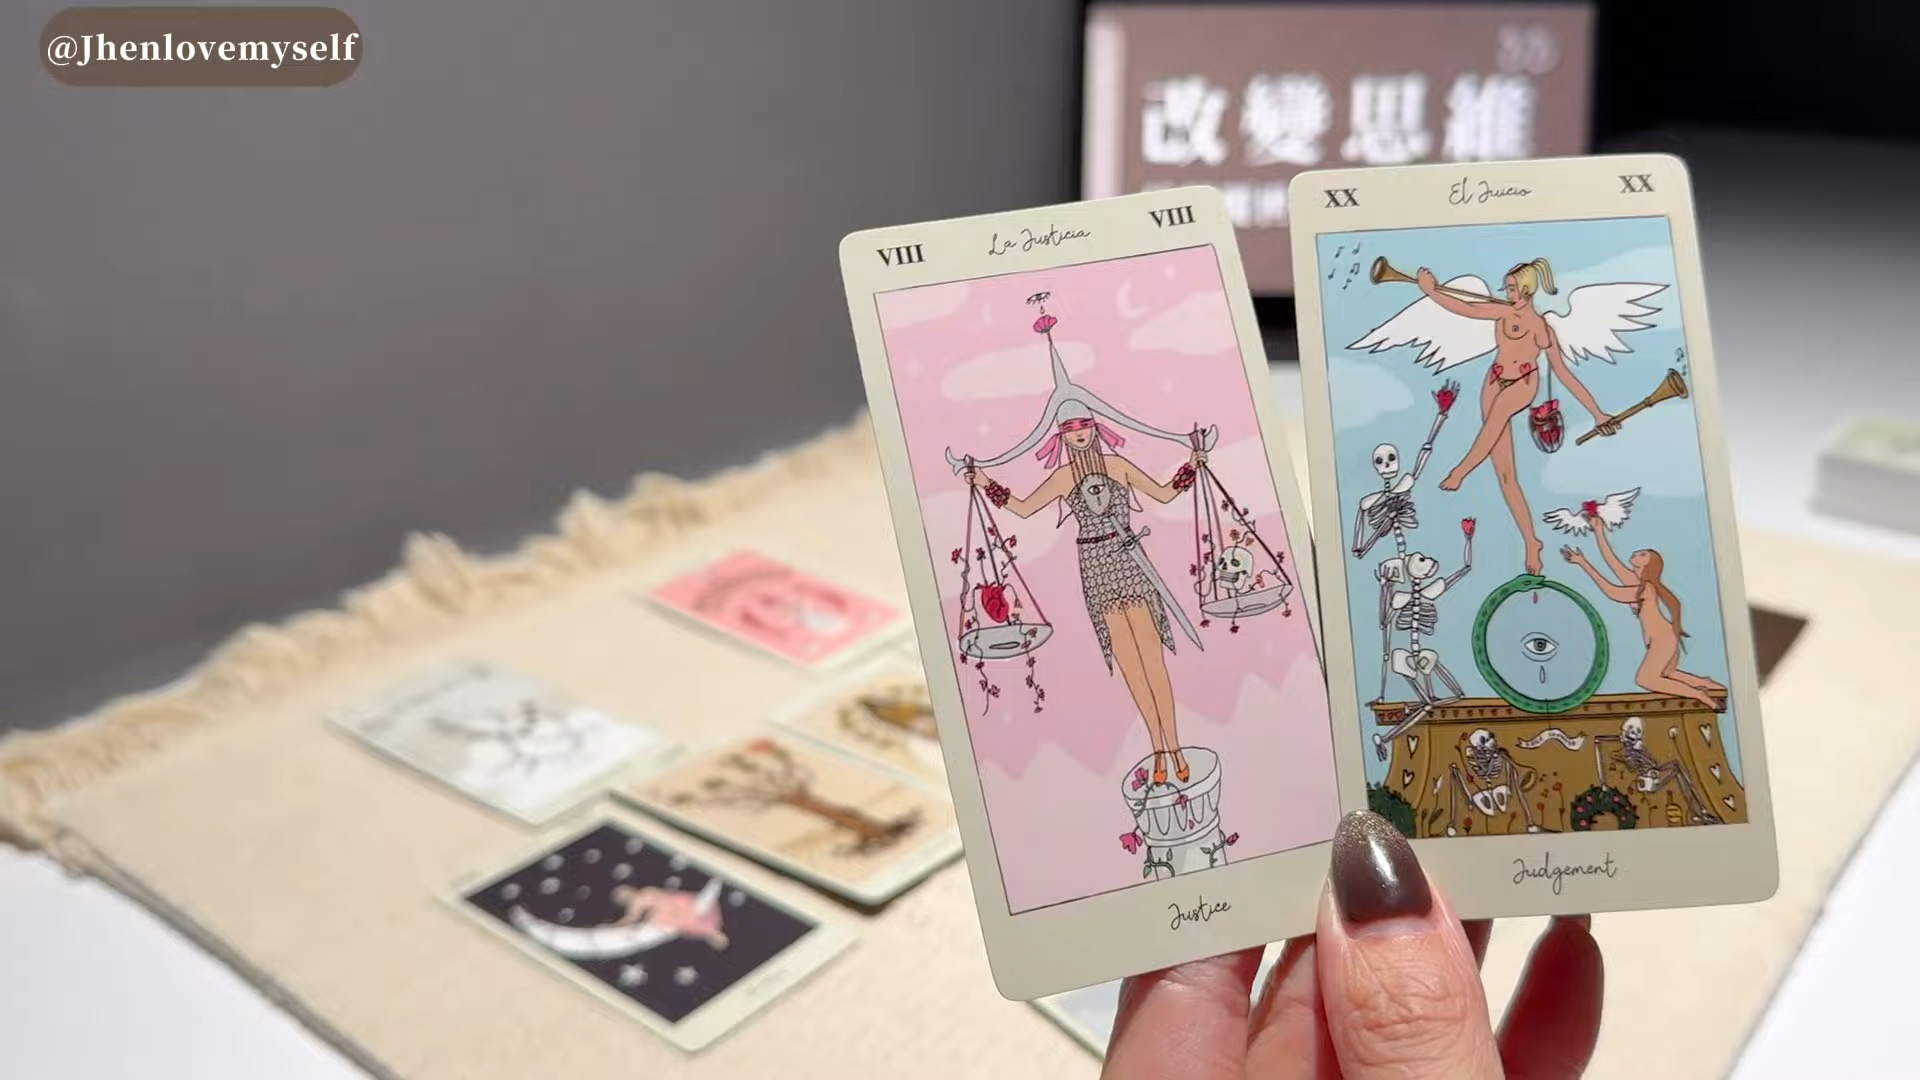 @Jhenlovemyself
改變思維
VIII La Justicia VIII
Justice
XX El Juicio XX
Judgement